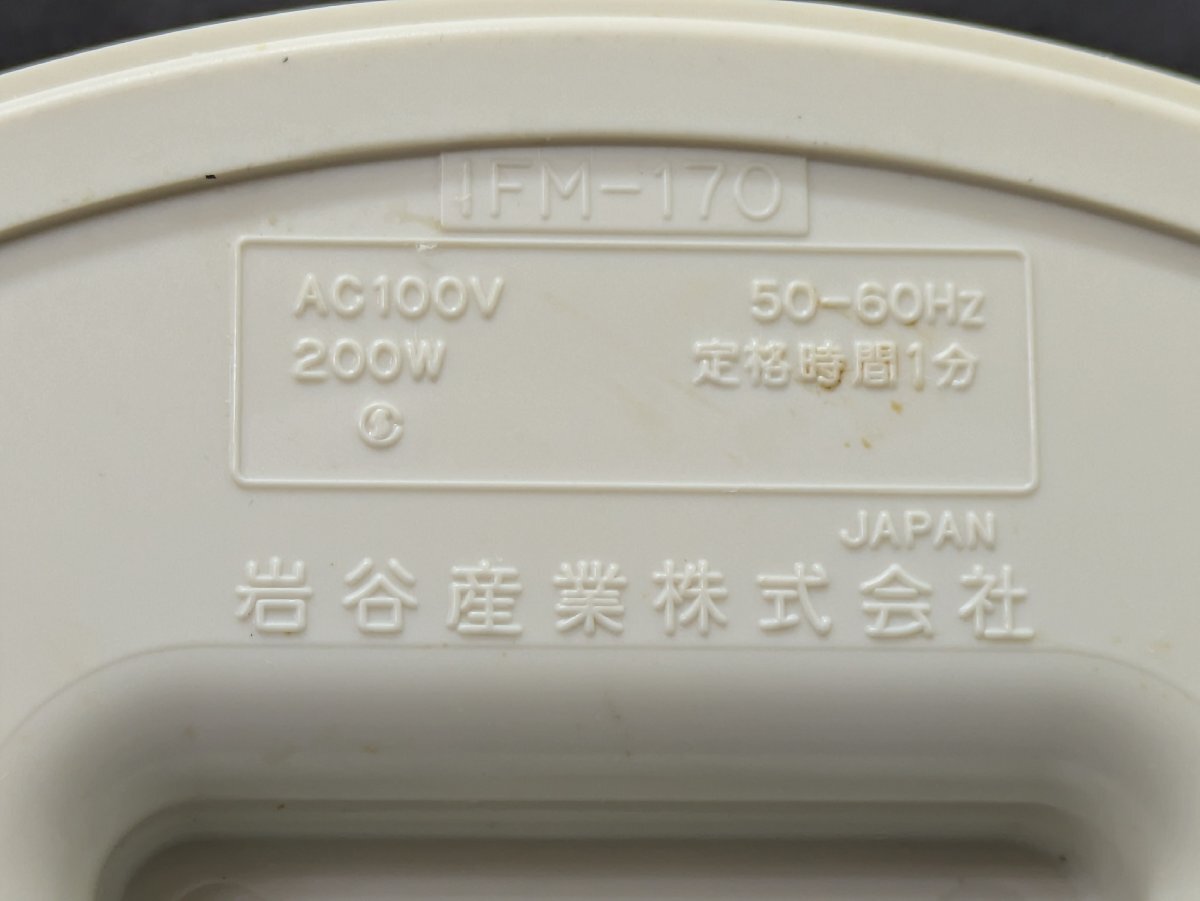 IFM-170
AC100V 50-60Hz
200W 定格時間1分
JAPAN
岩谷産業株式会社